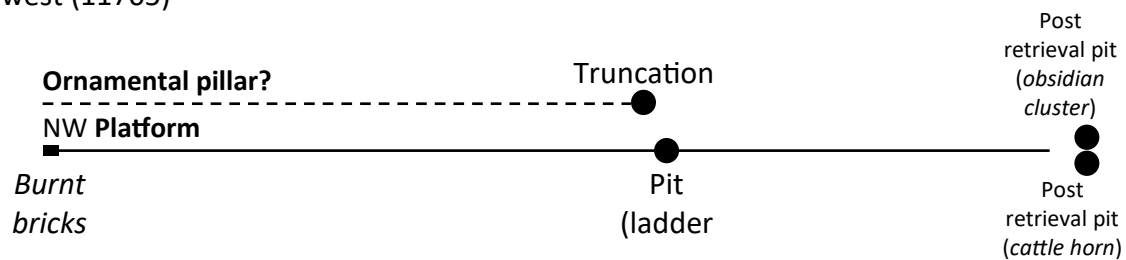 west
Post
retrieval pit
(obsidian
cluster)
Ornamental pillar?
Truncation
NW Platform
Burnt
bricks
Pit
(ladder
Post
retrieval pit
(cattle horn)